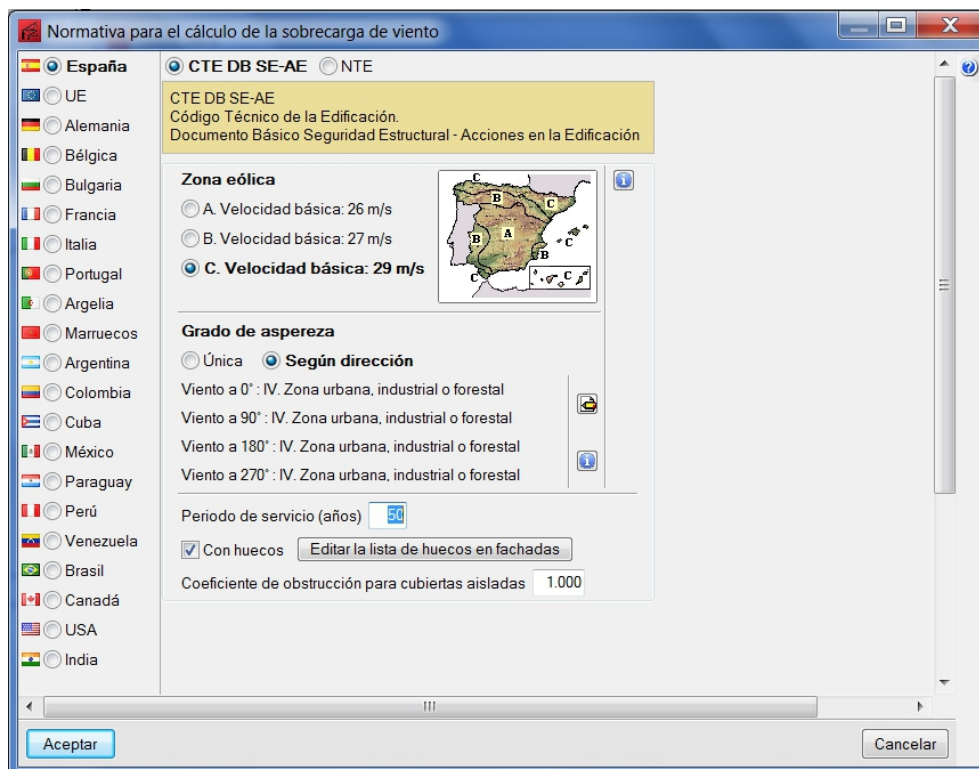 Normativa para el cálculo de la sobrecarga de viento
España
UE
Alemania
Bélgica
Bulgaria
Francia
Italia
Portugal
Argelia
Marruecos
Argentina
Colombia
Cuba
México
Paraguay
Perú
Venezuela
Brasil
Canadá
USA
India
CTE DB SE-AE NTE
CTE DB SE-AE
Código Técnico de la Edificación.
Documento Básico Seguridad Estructural - Acciones en la Edificación
Zona eólica
A. Velocidad básica: 26 m/s
B. Velocidad básica: 27 m/s
C. Velocidad básica: 29 m/s
C
B
C
B
A
C
B
C
C
Grado de aspereza
Única Según dirección
Viento a 0° : IV. Zona urbana, industrial o forestal
Viento a 90° : IV. Zona urbana, industrial o forestal
Viento a 180° : IV. Zona urbana, industrial o forestal
Viento a 270° : IV. Zona urbana, industrial o forestal
Periodo de servicio (años) 50
Con huecos Editar la lista de huecos en fachadas
Coeficiente de obstrucción para cubiertas aisladas 1.000
Aceptar Cancelar